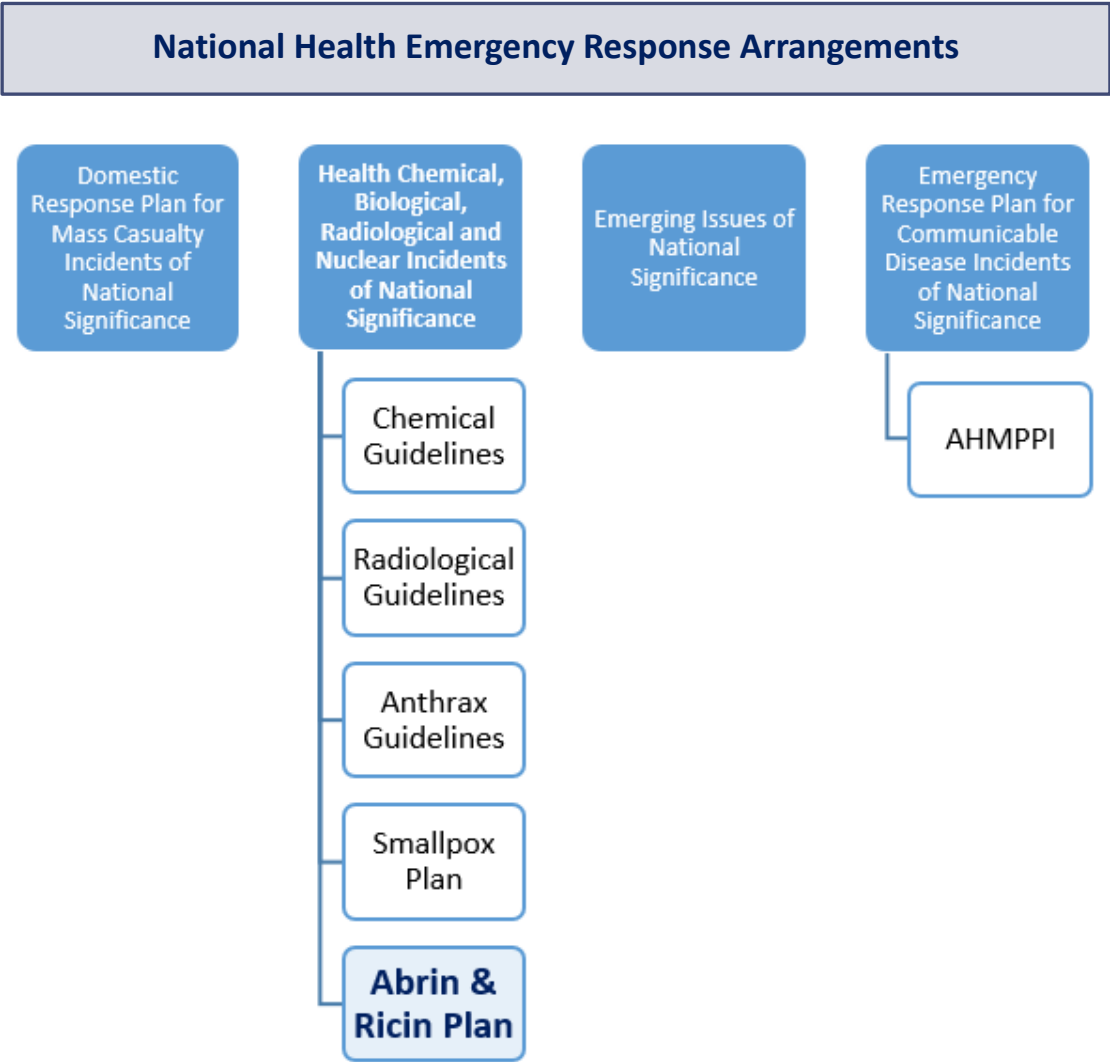 National Health Emergency Response Arrangements
Domestic
Response Plan for
Mass Casualty
Incidents of
National
Significance
Health Chemical,
Biological,
Radiological and
Nuclear Incidents
of National
Significance
Emerging Issues of
National
Significance
Emergency
Response Plan for
Communicable
Disease Incidents
of National
Significance
Chemical
Guidelines
Radiological
Guidelines
Anthrax
Guidelines
Smallpox
Plan
Abrin &
Ricin Plan
AHMPPI